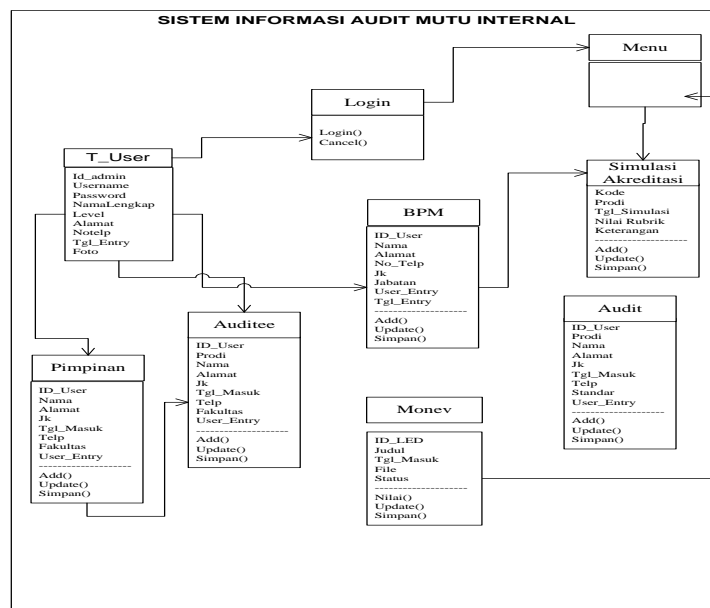 SISTEM INFORMASI AUDIT MUTU INTERNAL
Menu
Login
Login()
Cancel()
T_User
Id_admin
Username
Password
NamaLengkap
Level
Alamat
Notelp
Tgl_Entry
Foto
Simulasi
Akreditasi
Kode
Prodi
Tgl_Simulasi
Nilai Rubrik
Keterangan
Add()
Update()
Simpan()
BPM
ID_User
Nama
Alamat
No_Telp
Jk
Jabatan
User_Entry
Tgl_Entry
Add()
Update()
Simpan()
Auditee
ID_User
Prodi
Nama
Alamat
Jk
Tgl_Masuk
Telp
Fakultas
User_Entry
Add()
Update()
Simpan()
Audit
ID_User
Prodi
Nama
Alamat
Jk
Tgl_Masuk
Telp
Standar
User_Entry
Add()
Update()
Simpan()
Pimpinan
ID_User
Nama
Alamat
Jk
Tgl_Masuk
Telp
Fakultas
User_Entry
Add()
Update()
Simpan()
Monev
ID_LED
Judul
Tgl_Masuk
File
Status
Nilai()
Update()
Simpan()